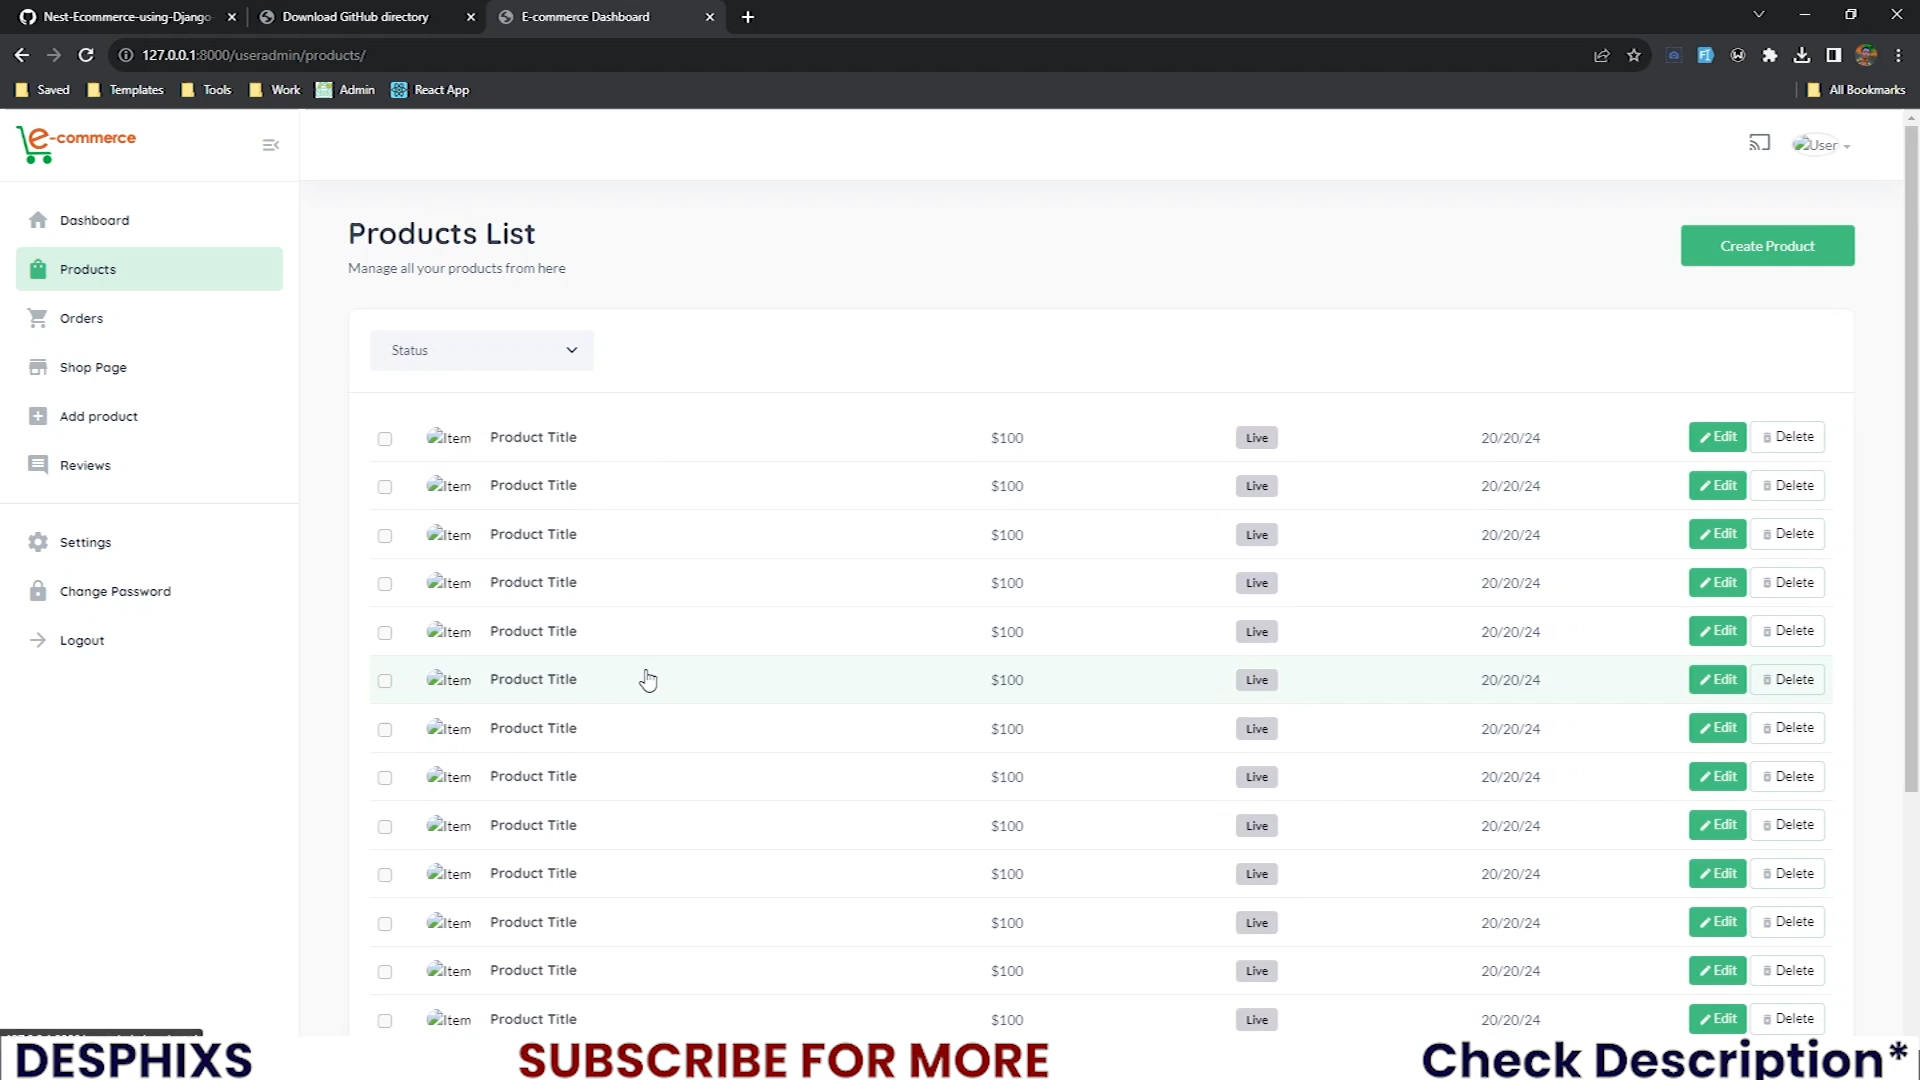 Nest-Ecommerce-using-Django
Download GitHub directory
E-commerce Dashboard
127.0.0.1:8000/useradmin/products/
Saved
Templates
Tools
Work
Admin
React App
All Bookmarks
e-commerce
User
Dashboard
Products
Orders
Shop Page
Add product
Reviews
Settings
Change Password
Logout
Products List
Manage all your products from here
Create Product
Status
Item Product Title $100 Live 20/20/24 Edit Delete
Item Product Title $100 Live 20/20/24 Edit Delete
Item Product Title $100 Live 20/20/24 Edit Delete
Item Product Title $100 Live 20/20/24 Edit Delete
Item Product Title $100 Live 20/20/24 Edit Delete
Item Product Title $100 Live 20/20/24 Edit Delete
Item Product Title $100 Live 20/20/24 Edit Delete
Item Product Title $100 Live 20/20/24 Edit Delete
Item Product Title $100 Live 20/20/24 Edit Delete
Item Product Title $100 Live 20/20/24 Edit Delete
Item Product Title $100 Live 20/20/24 Edit Delete
Item Product Title $100 Live 20/20/24 Edit Delete
Item Product Title $100 Live 20/20/24 Edit Delete
DESPHIXS
SUBSCRIBE FOR MORE
Check Description*